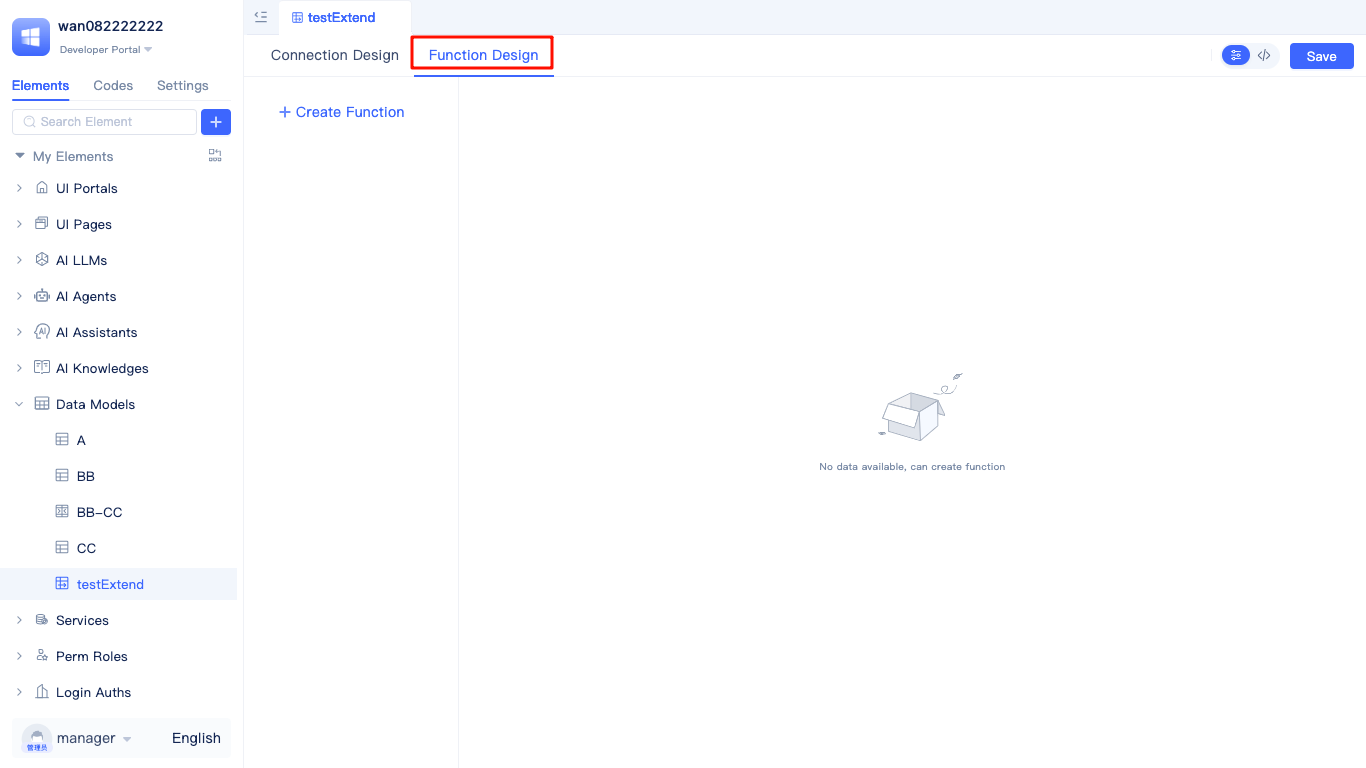 wan082222222
Developer Portal
Elements Codes Settings
Search Element
My Elements
UI Portals
UI Pages
AI LLMs
AI Agents
AI Assistants
AI Knowledges
Data Models
A
BB
BB-CC
CC
testExtend
Services
Perm Roles
Login Auths
管理员
manager
English
testExtend
Connection Design Function Design
Save
Create Function
No data available, can create function